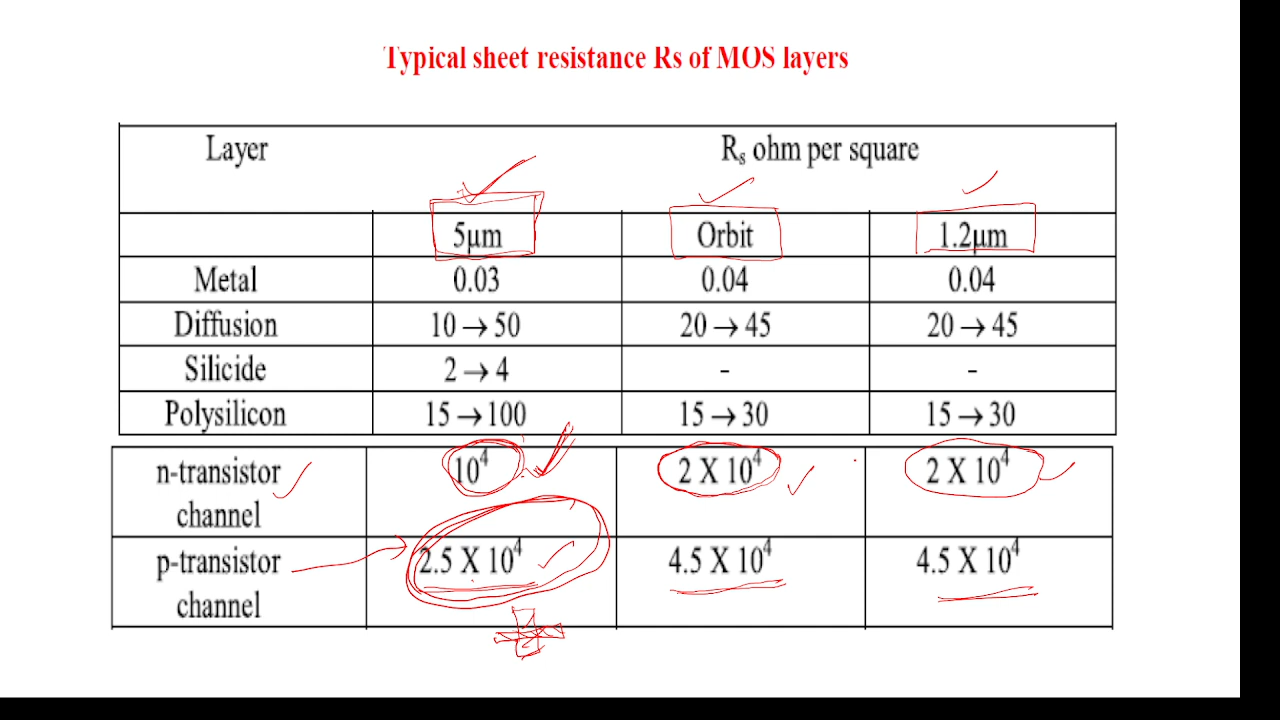 Typical sheet resistance Rs of MOS layers
Layer Rₛ ohm per square
5μm Orbit 1.2μm
Metal 0.03 0.04 0.04
Diffusion 10→50 20→45 20→45
Silicide 2→4 - -
Polysilicon 15→100 15→30 15→30
n-transistor channel 10⁴ 2 X 10⁴ 2 X 10⁴
p-transistor channel 2.5 X 10⁴ 4.5 X 10⁴ 4.5 X 10⁴